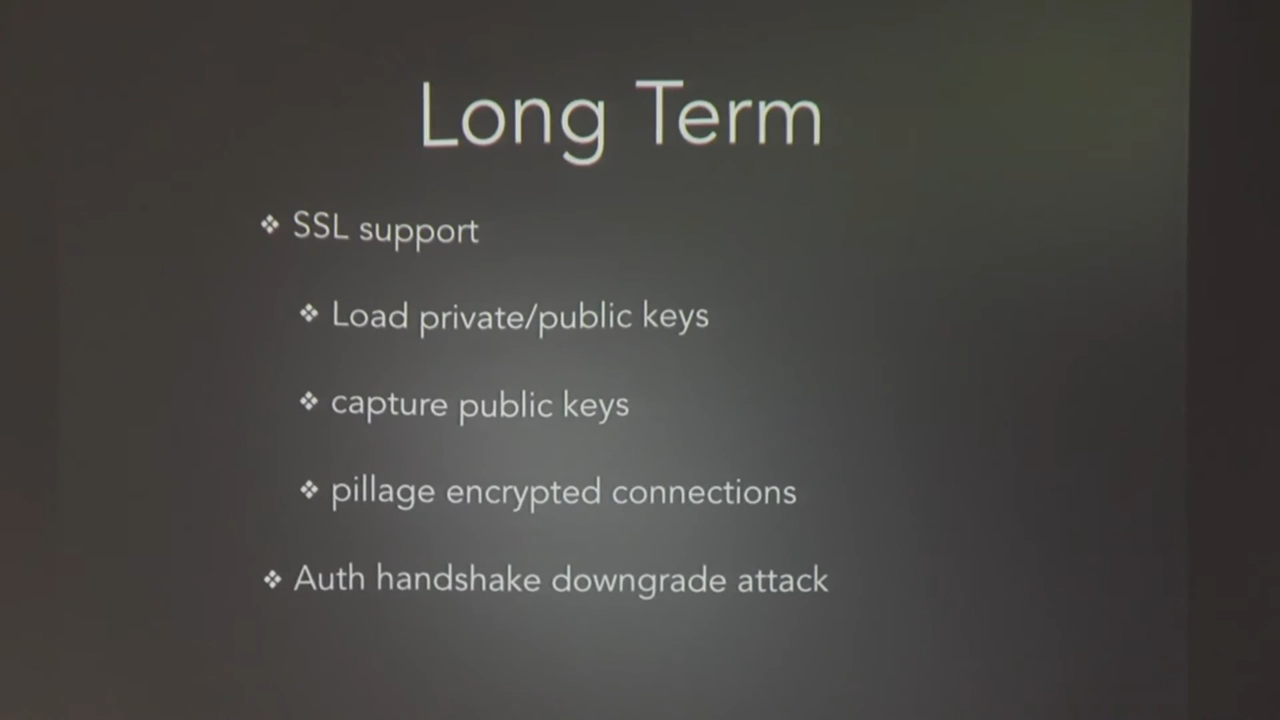 Long Term
❖ SSL support
❖ Load private/public keys
❖ capture public keys
❖ pillage encrypted connections
❖ Auth handshake downgrade attack